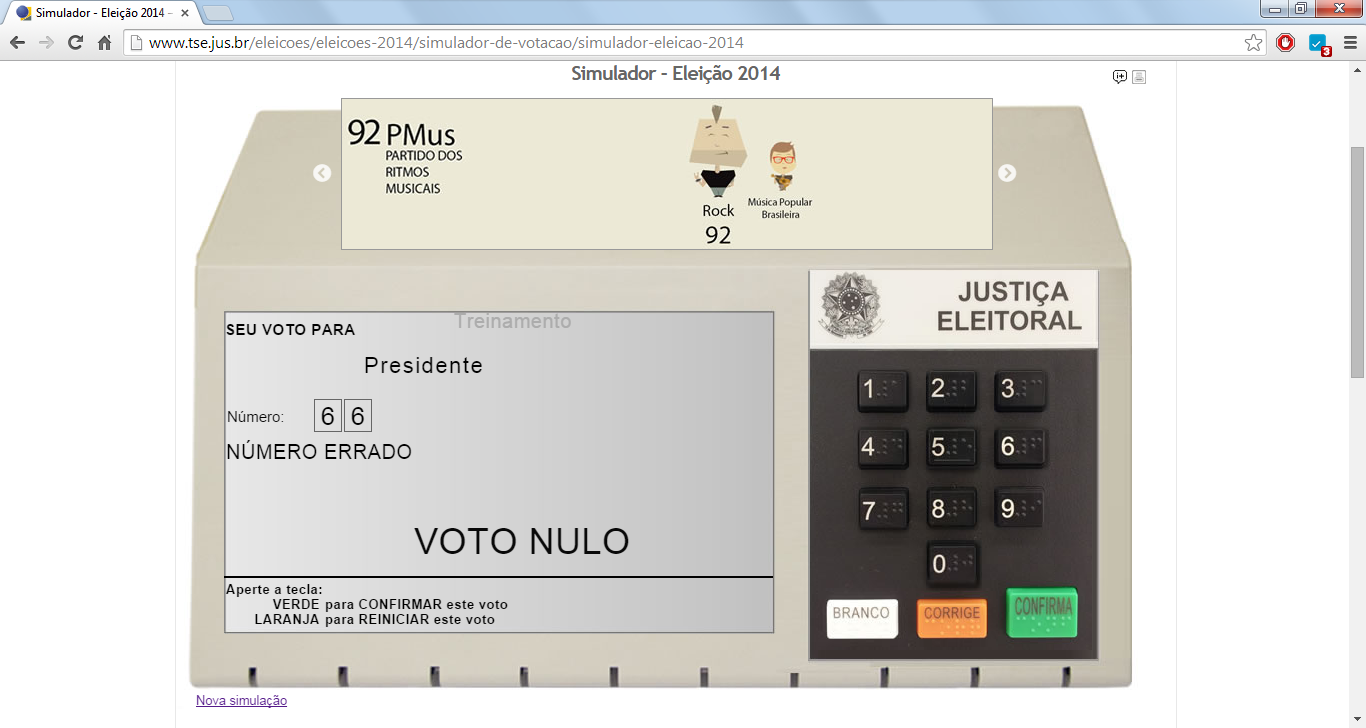 Simulador - Eleição 2014 -
www.tse.jus.br/eleicoes/eleicoes-2014/simulador-de-votacao/simulador-eleicao-2014
3
Simulador - Eleição 2014
92 PMus
PARTIDO DOS
RITMOS
MUSICAIS
Rock
92
Música Popular
Brasileira
JUSTIÇA
ELEITORAL
Treinamento
SEU VOTO PARA
Presidente
Número: 6 6
NÚMERO ERRADO
VOTO NULO
Aperte a tecla:
VERDE para CONFIRMAR este voto
LARANJA para REINICIAR este voto
1 2 3
4 5 6
7 8 9
0
BRANCO CORRIGE CONFIRMA
Nova simulação